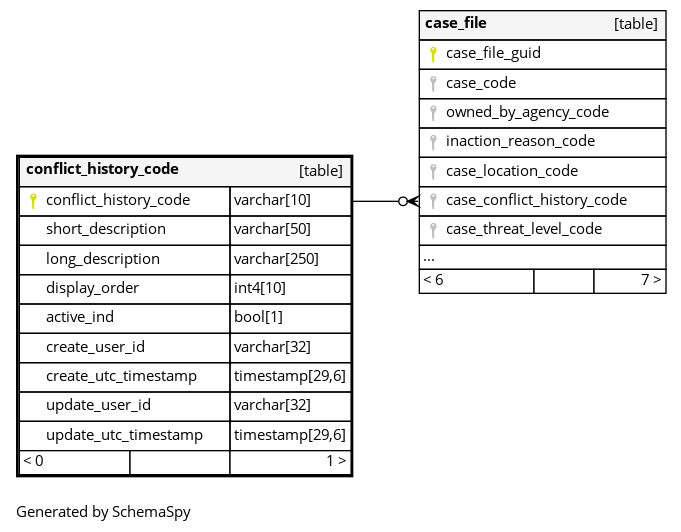 case_file [table]
case_file_guid
case_code
owned_by_agency_code
inaction_reason_code
case_location_code
case_conflict_history_code
case_threat_level_code
...
< 6 7 >
conflict_history_code [table]
conflict_history_code varchar[10]
short_description varchar[50]
long_description varchar[250]
display_order int4[10]
active_ind bool[1]
create_user_id varchar[32]
create_utc_timestamp timestamp[29,6]
update_user_id varchar[32]
update_utc_timestamp timestamp[29,6]
< 0 1 >
Generated by SchemaSpy